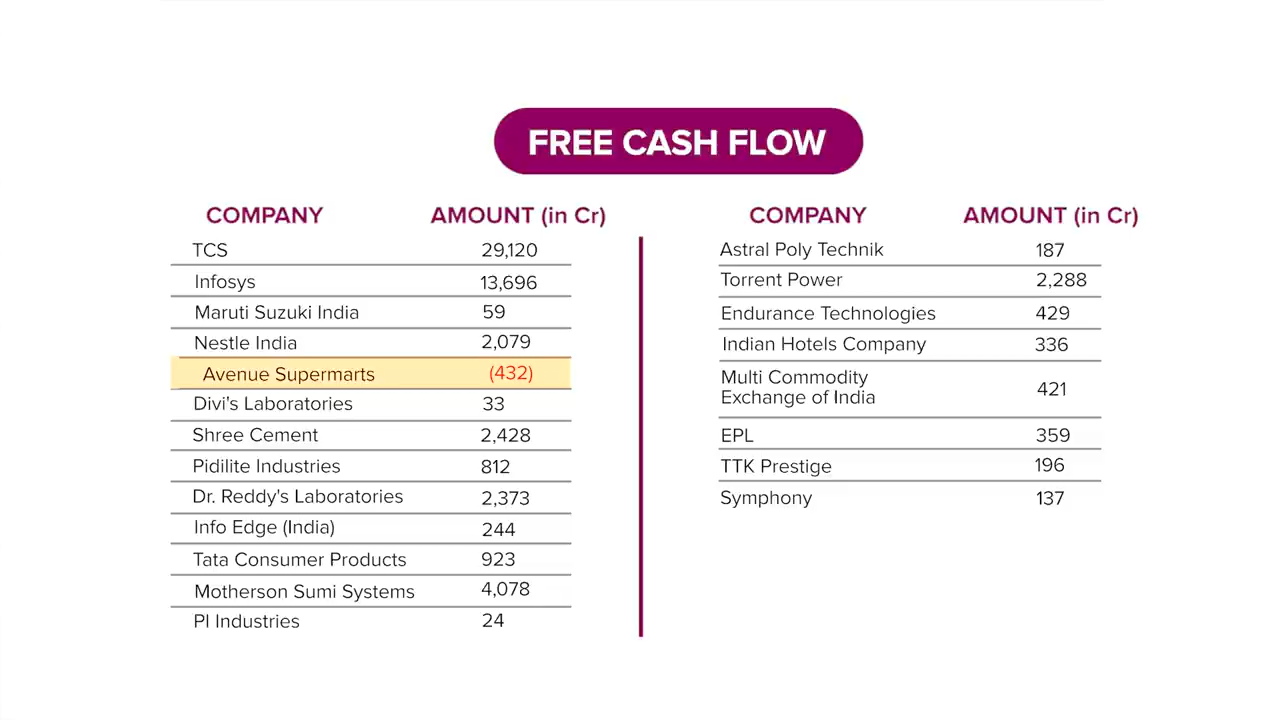 FREE CASH FLOW
COMPANY AMOUNT (in Cr)
TCS 29,120
Infosys 13,696
Maruti Suzuki India 59
Nestle India 2,079
Avenue Supermarts (432)
Divi's Laboratories 33
Shree Cement 2,428
Pidilite Industries 812
Dr. Reddy's Laboratories 2,373
Info Edge (India) 244
Tata Consumer Products 923
Motherson Sumi Systems 4,078
PI Industries 24
COMPANY AMOUNT (in Cr)
Astral Poly Technik 187
Torrent Power 2,288
Endurance Technologies 429
Indian Hotels Company 336
Multi Commodity
Exchange of India 421
EPL 359
TTK Prestige 196
Symphony 137